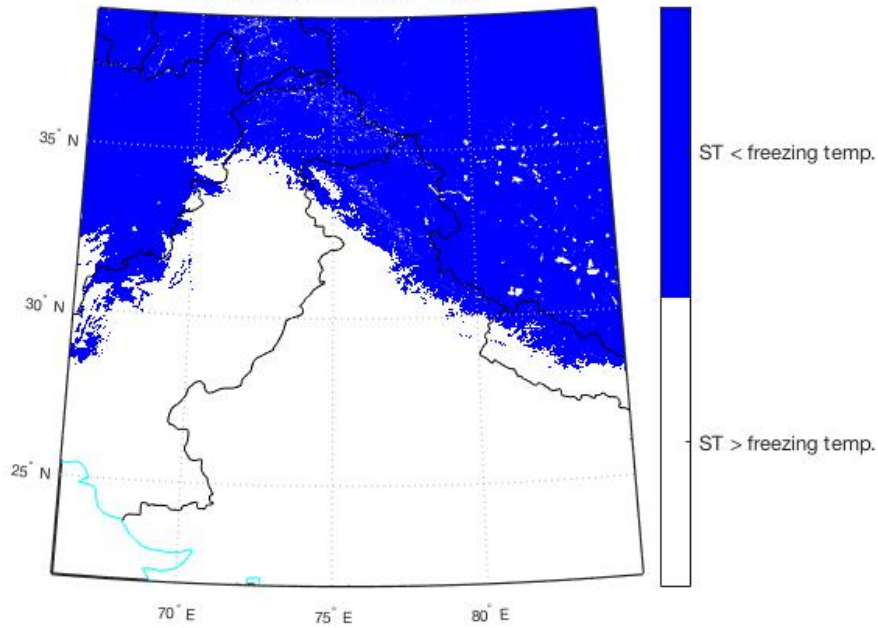 35° N
30° N
25° N
70° E
75° E
80° E
ST < freezing temp.
ST > freezing temp.